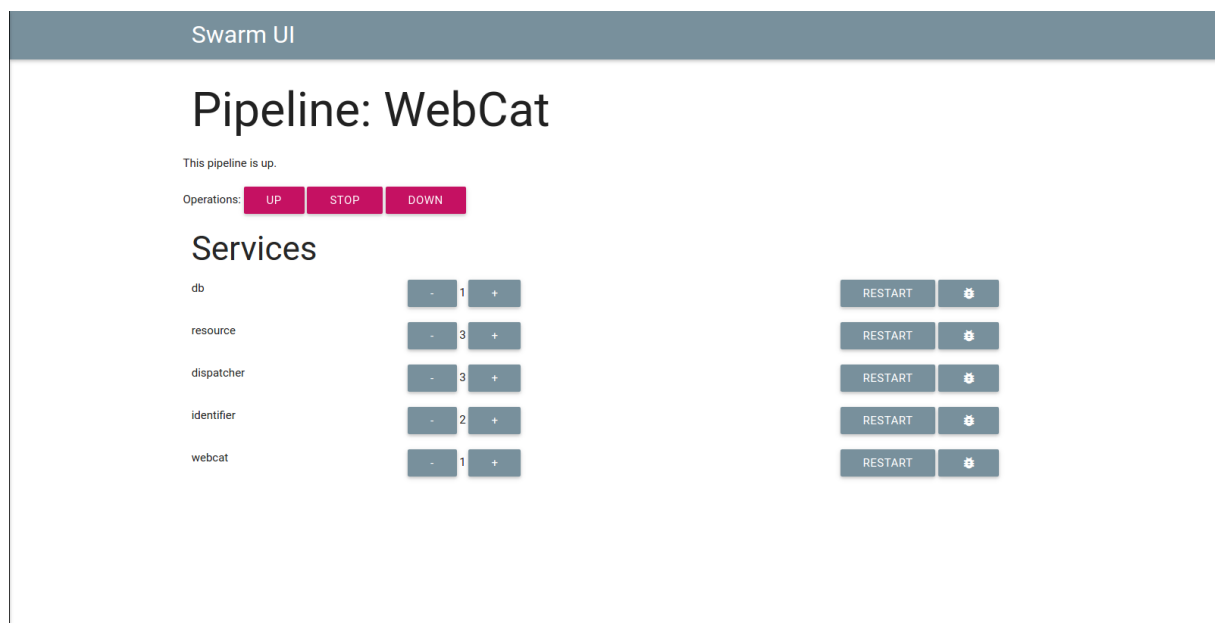 Swarm UI
Pipeline: WebCat
This pipeline is up.
Operations: UP STOP DOWN
Services
db - 1 + RESTART
resource - 3 + RESTART
dispatcher - 3 + RESTART
identifier - 2 + RESTART
webcat - 1 + RESTART